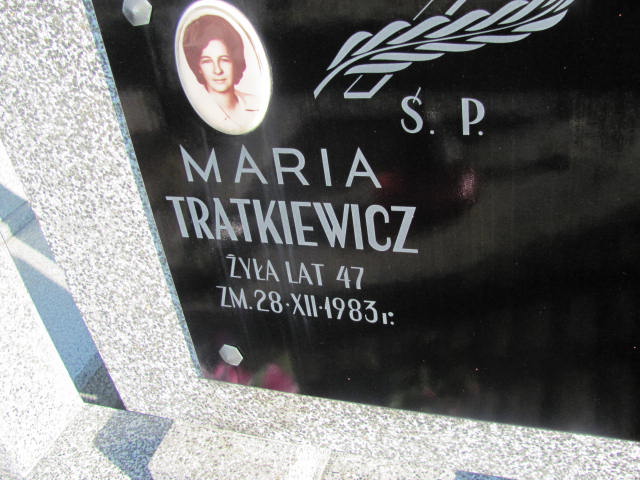 Ś. P.
MARIA
TRATKIEWICZ
ŻYŁA LAT 47
ZM. 28·XII·1983 r.